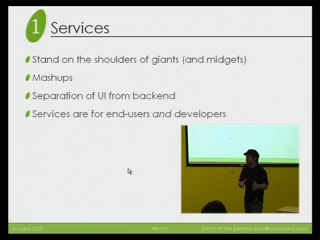 1 Services
Stand on the shoulders of giants (and midgets)
Mashups
Separation of UI from backend
Services are for end-users and developers